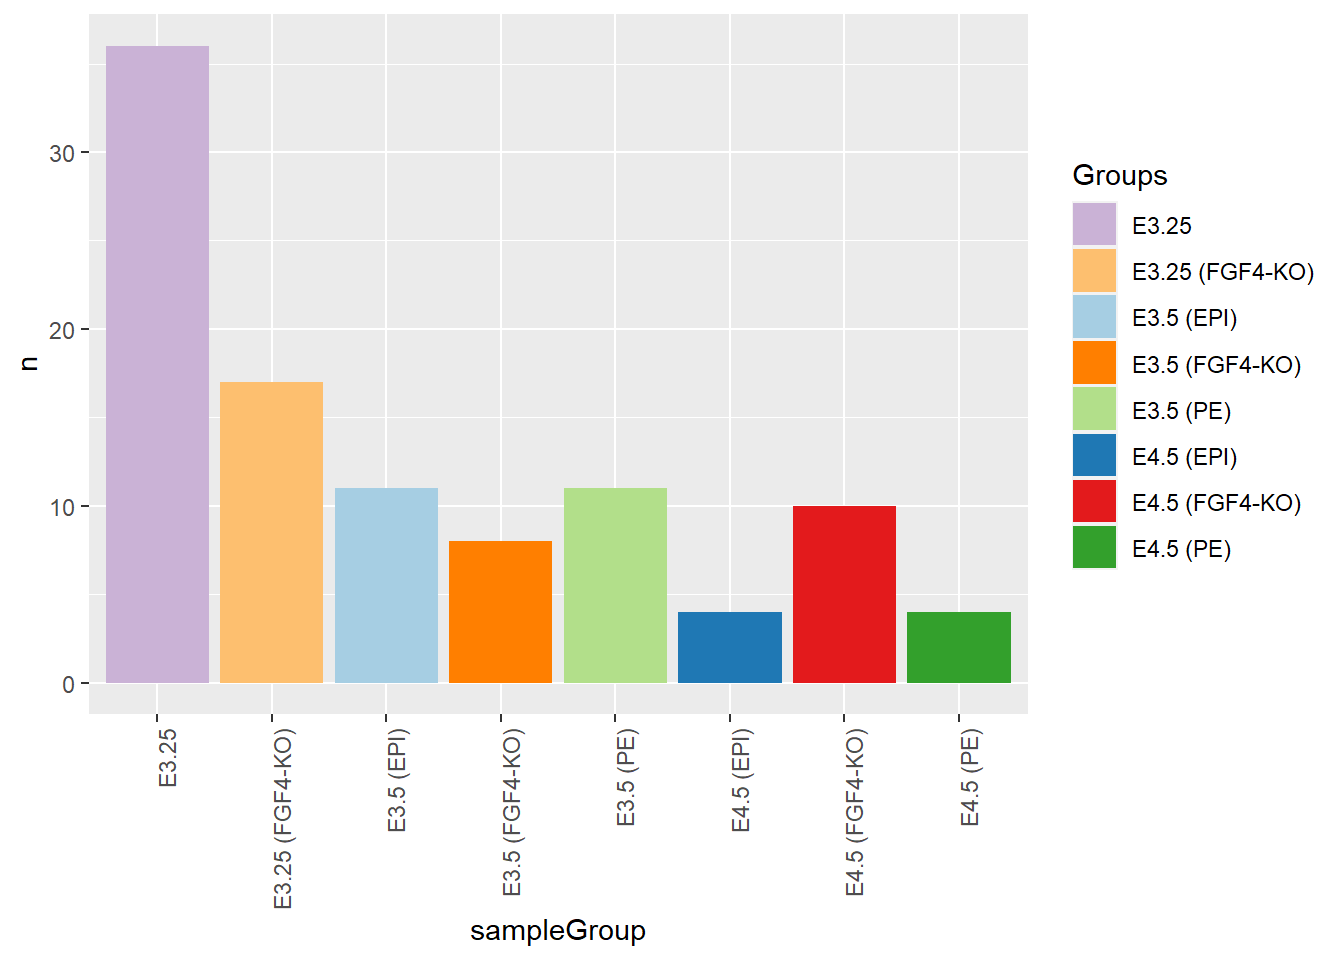 n
30
20
10
0
E3.25
E3.25 (FGF4-KO)
E3.5 (EPI)
E3.5 (FGF4-KO)
E3.5 (PE)
E4.5 (EPI)
E4.5 (FGF4-KO)
E4.5 (PE)
sampleGroup
Groups
E3.25
E3.25 (FGF4-KO)
E3.5 (EPI)
E3.5 (FGF4-KO)
E3.5 (PE)
E4.5 (EPI)
E4.5 (FGF4-KO)
E4.5 (PE)